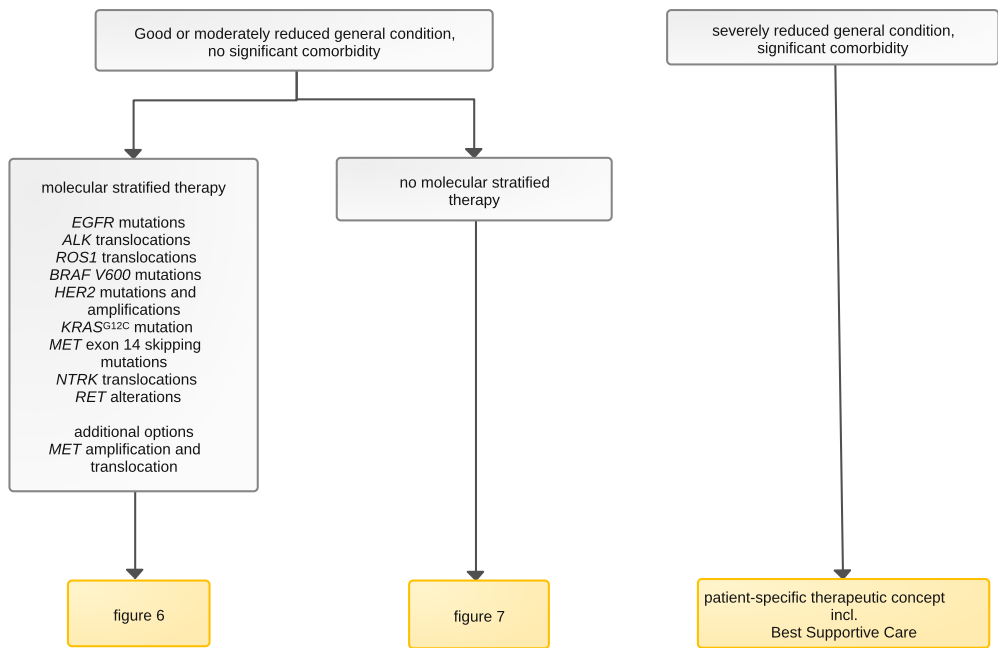 Good or moderately reduced general condition,
no significant comorbidity
severely reduced general condition,
significant comorbidity
molecular stratified therapy
EGFR mutations
ALK translocations
ROS1 translocations
BRAF V600 mutations
HER2 mutations and
amplifications
KRASG12C mutation
MET exon 14 skipping
mutations
NTRK translocations
RET alterations
additional options
MET amplification and
translocation
no molecular stratified
therapy
figure 6
figure 7
patient-specific therapeutic concept
incl.
Best Supportive Care